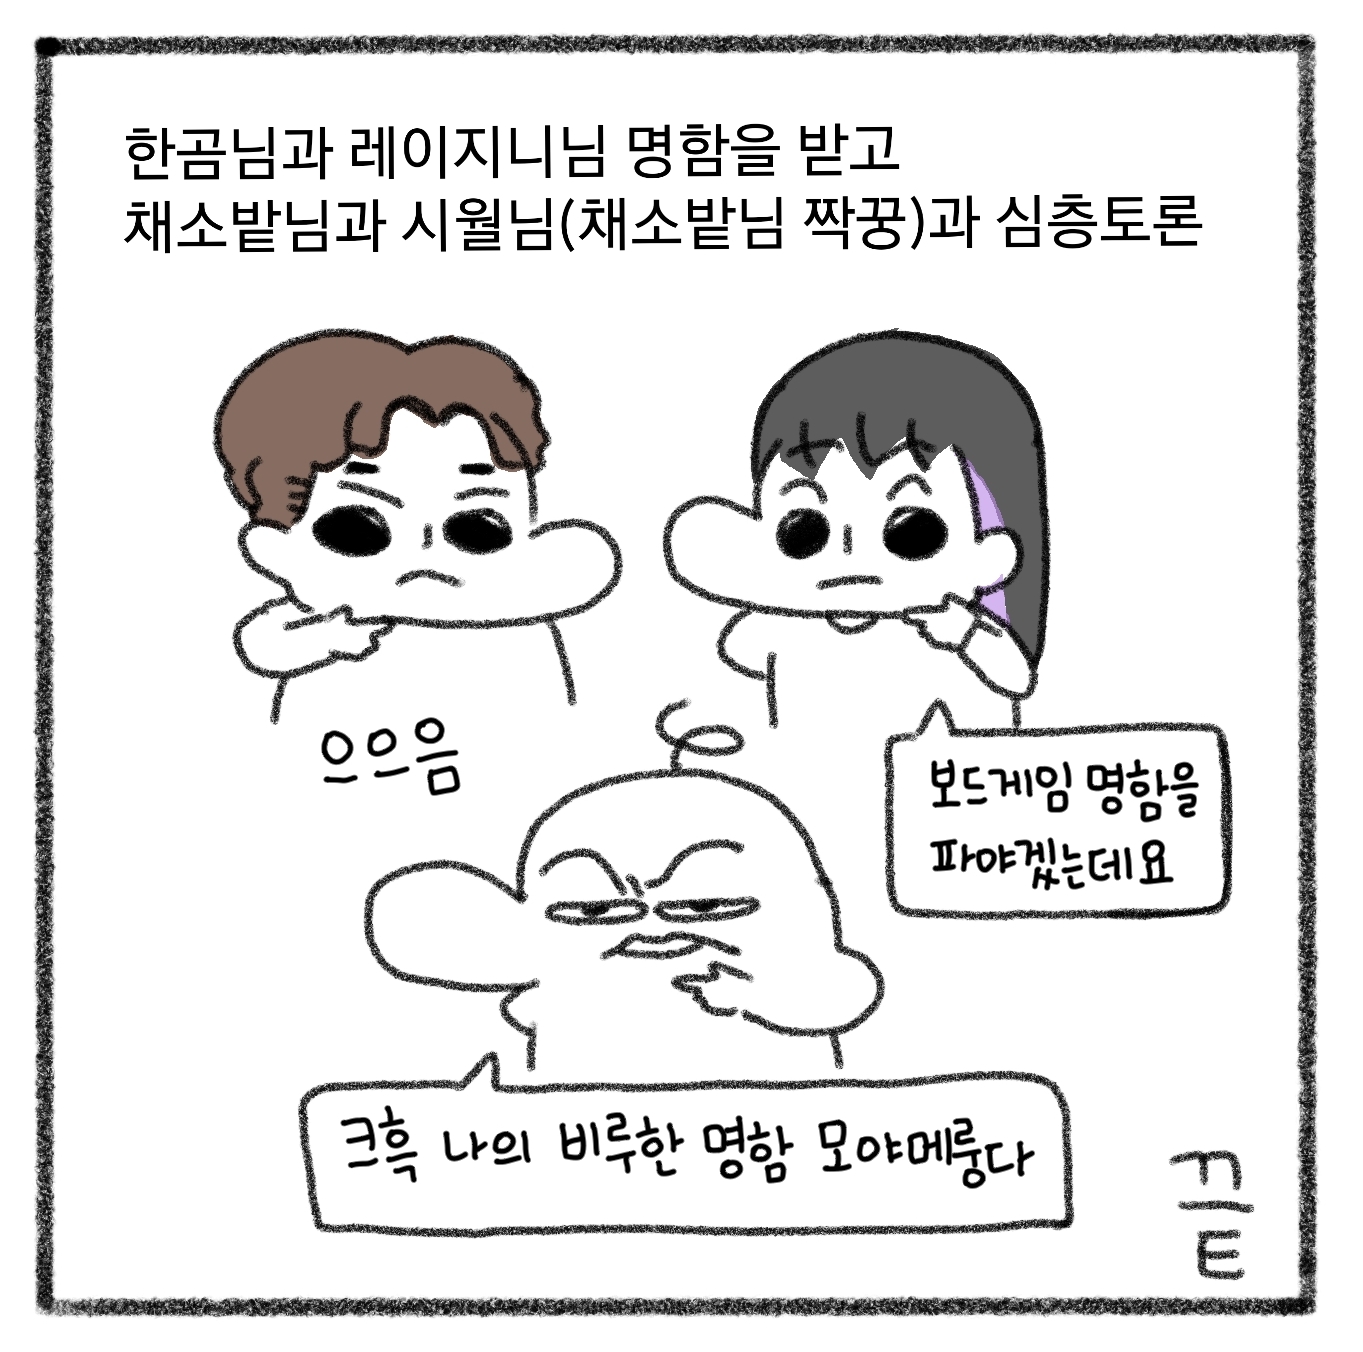 한곰님과 레이지니님 명함을 받고
채소밭님과 시월님(채소밭님 짝꿍)과 심층토론
으으음
보드게임 명함을
파야겠는데요
크흑 나의 비루한 명함 모야메룽다
끝